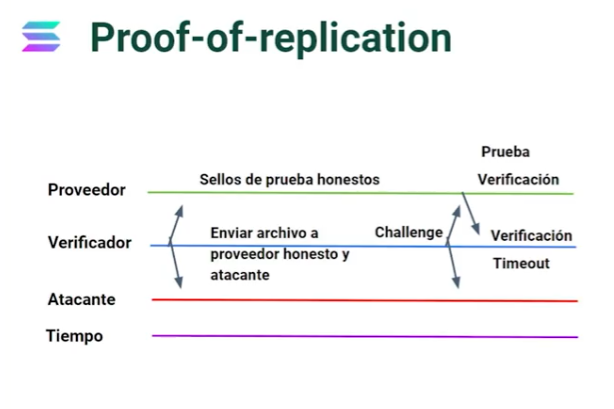 Proof-of-replication
Prueba
Proveedor
Sellos de prueba honestos
Verificación
Verificador
Enviar archivo a
proveedor honesto y
atacante
Challenge
Verificación
Timeout
Atacante
Tiempo